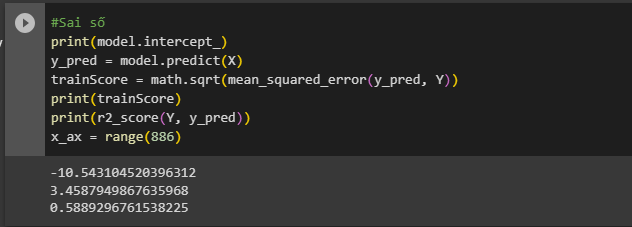 #Sai số
print(model.intercept_)
y_pred = model.predict(X)
trainScore = math.sqrt(mean_squared_error(y_pred, Y))
print(trainScore)
print(r2_score(Y, y_pred))
x_ax = range(886)
-10.543104520396312
3.4587949867635968
0.5889296761538225